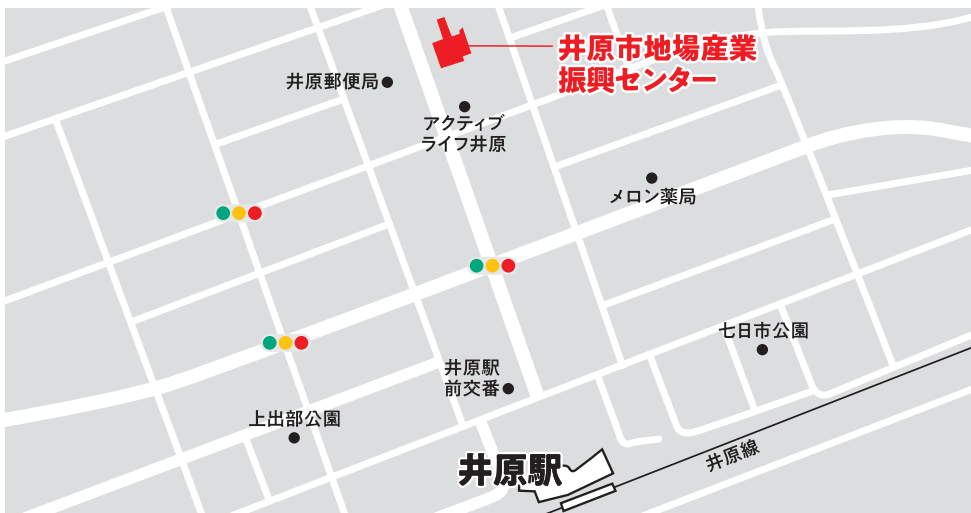 井原市地場産業
振興センター
井原郵便局
アクティブ
ライフ井原
メロン薬局
七日市公園
井原駅
前交番
上出部公園
井原駅
井原線